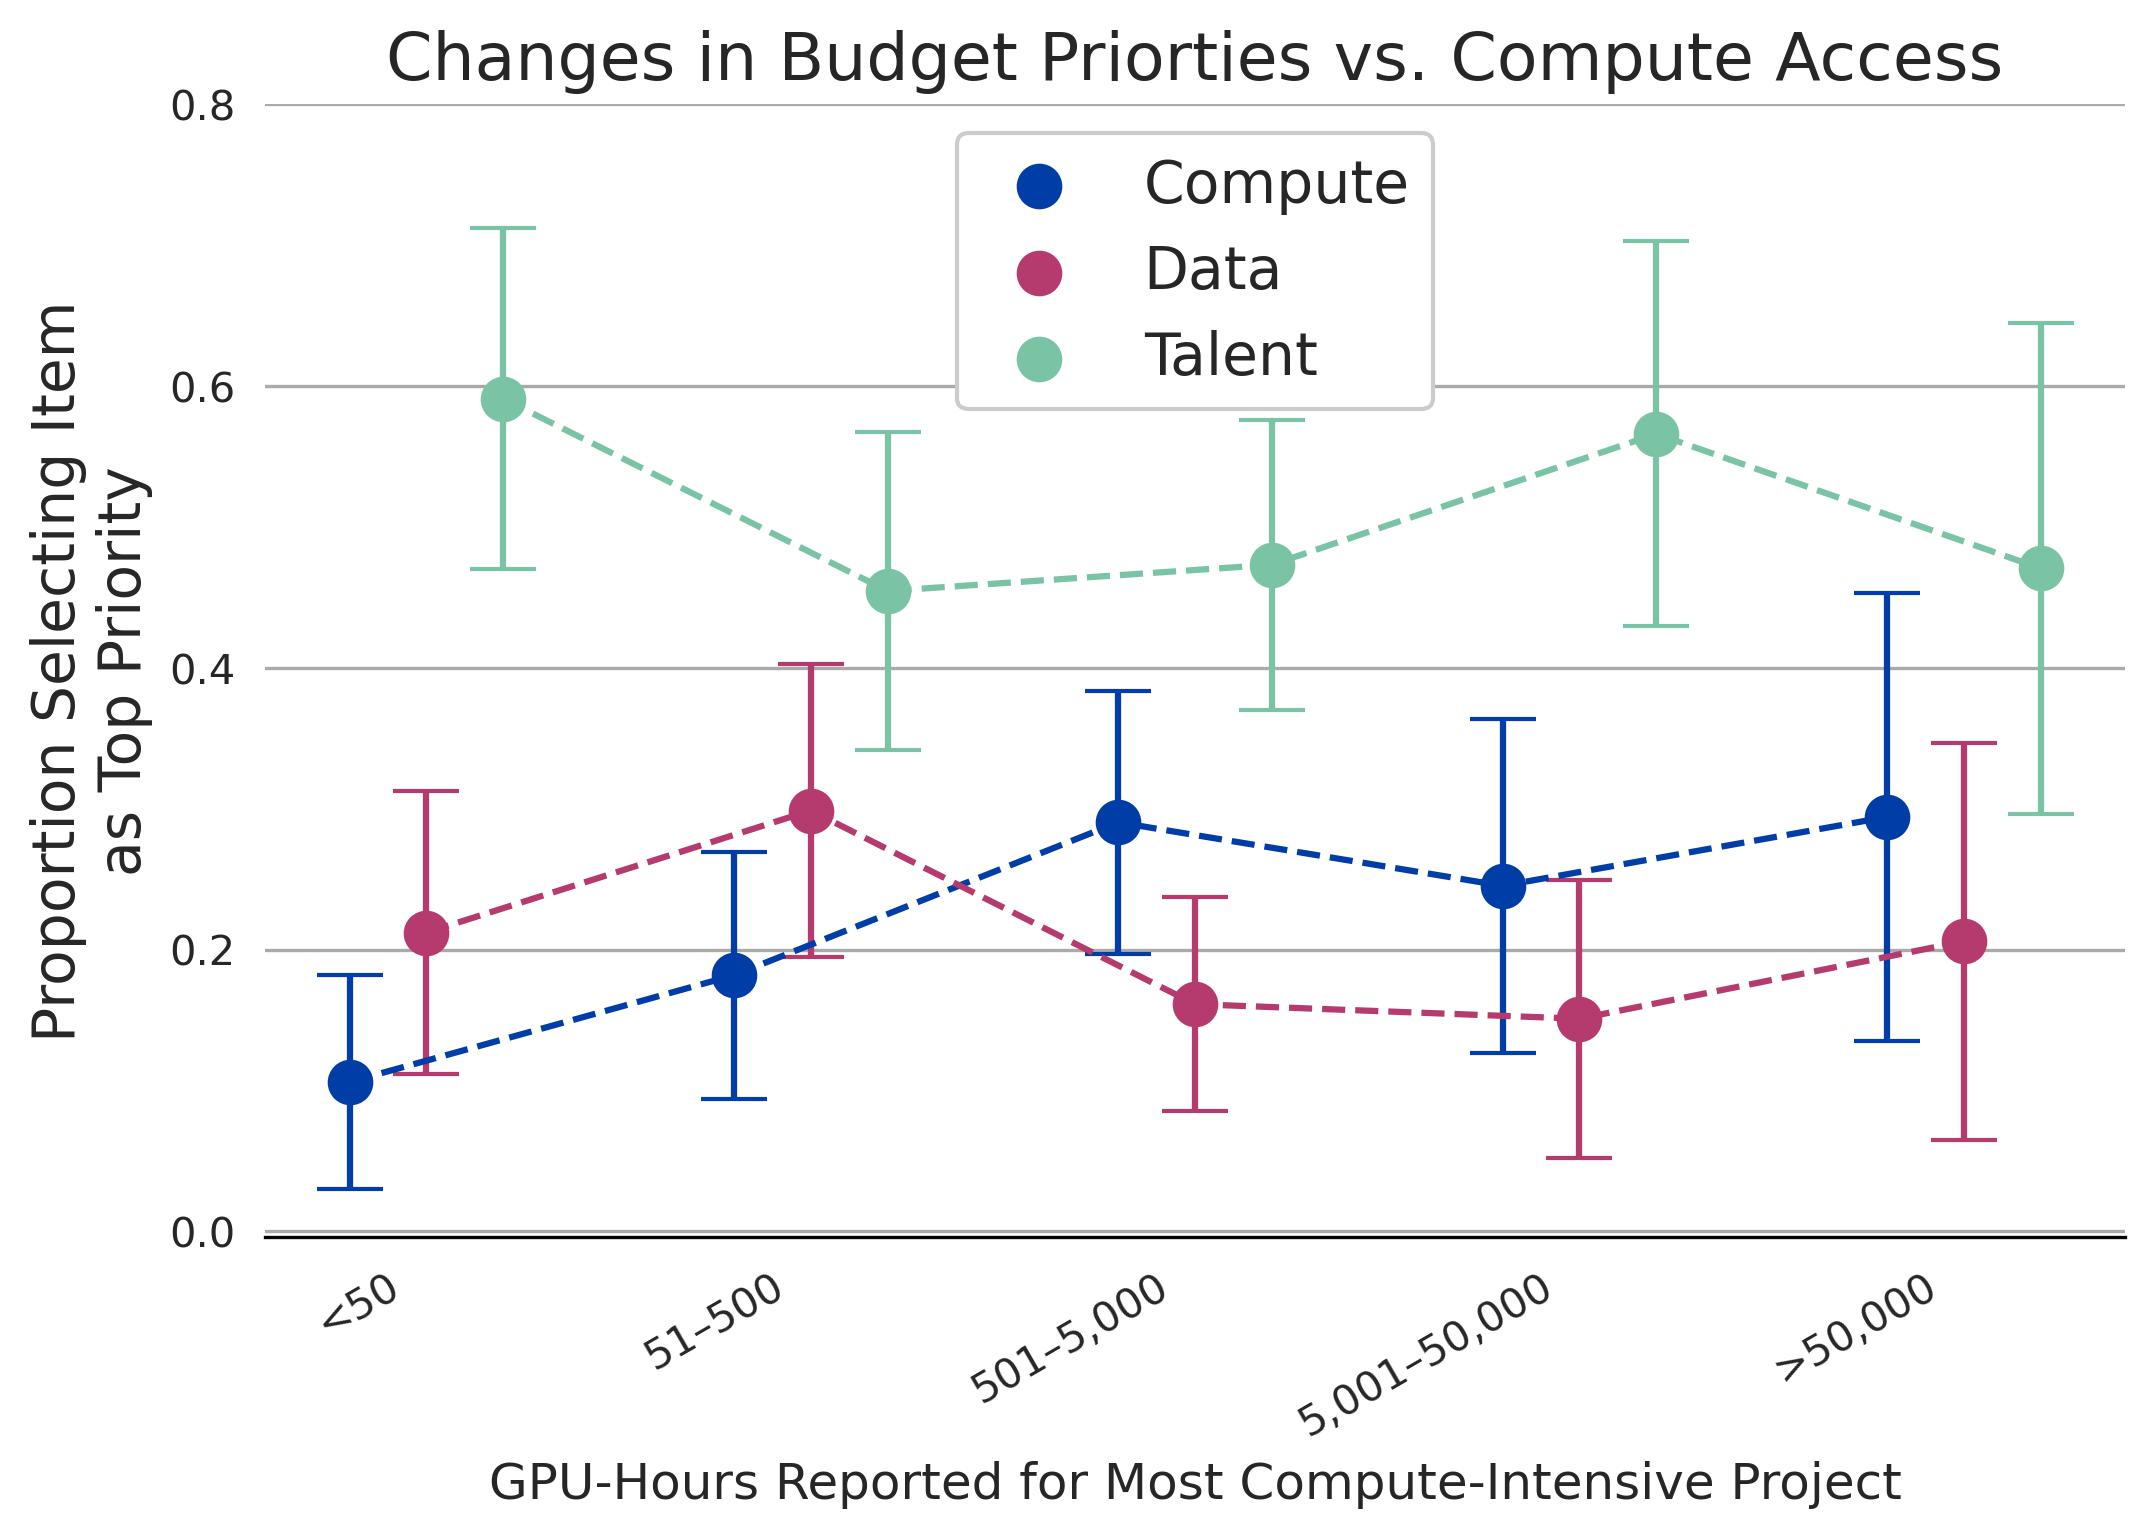 Changes in Budget Priorties vs. Compute Access
0.8
0.6
0.4
0.2
0.0
Proportion Selecting Item
as Top Priority
Compute
Data
Talent
<50
51–500
501–5,000
5,001–50,000
>50,000
GPU-Hours Reported for Most Compute-Intensive Project